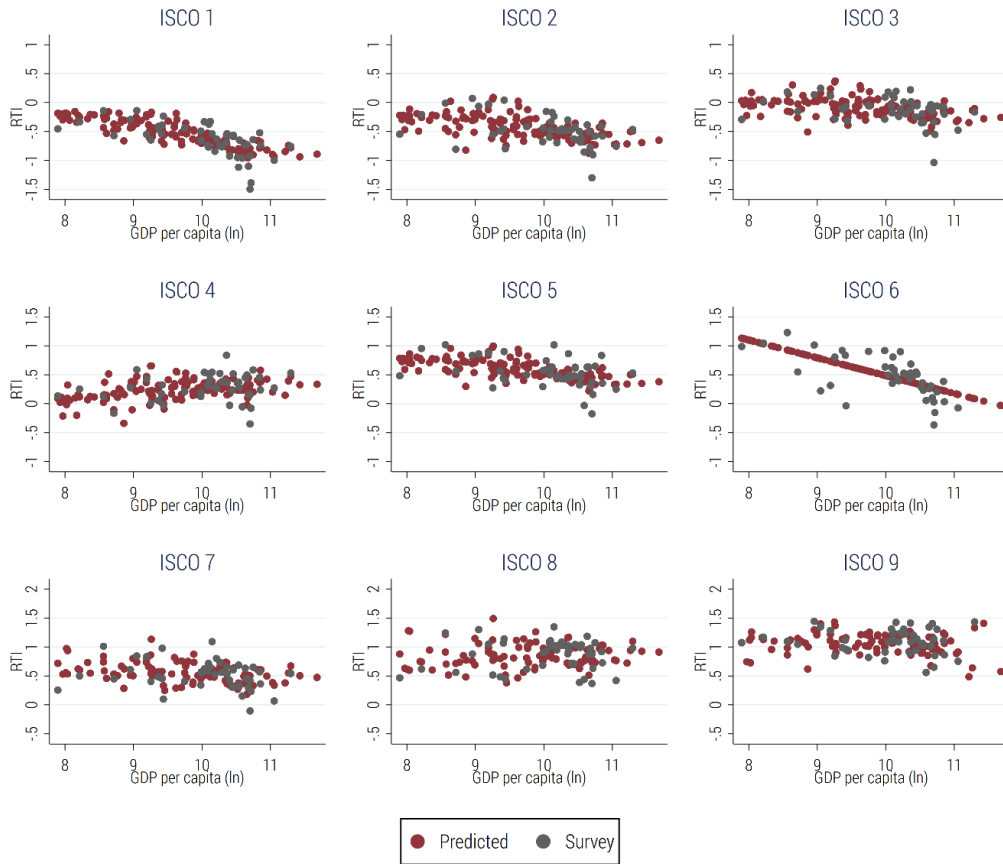 ISCO 1
RTI
1
.5
0
-.5
-1
-1.5
8 9 10 11
GDP per capita (ln)
ISCO 2
RTI
1
.5
0
-.5
-1
-1.5
8 9 10 11
GDP per capita (ln)
ISCO 3
RTI
1
.5
0
-.5
-1
-1.5
8 9 10 11
GDP per capita (ln)
ISCO 4
RTI
1.5
1
.5
0
-.5
-1
8 9 10 11
GDP per capita (ln)
ISCO 5
RTI
1.5
1
.5
0
-.5
-1
8 9 10 11
GDP per capita (ln)
ISCO 6
RTI
1.5
1
.5
0
-.5
-1
8 9 10 11
GDP per capita (ln)
ISCO 7
RTI
2
1.5
1
.5
0
-.5
8 9 10 11
GDP per capita (ln)
ISCO 8
RTI
2
1.5
1
.5
0
-.5
8 9 10 11
GDP per capita (ln)
ISCO 9
RTI
2
1.5
1
.5
0
-.5
8 9 10 11
GDP per capita (ln)
Predicted Survey